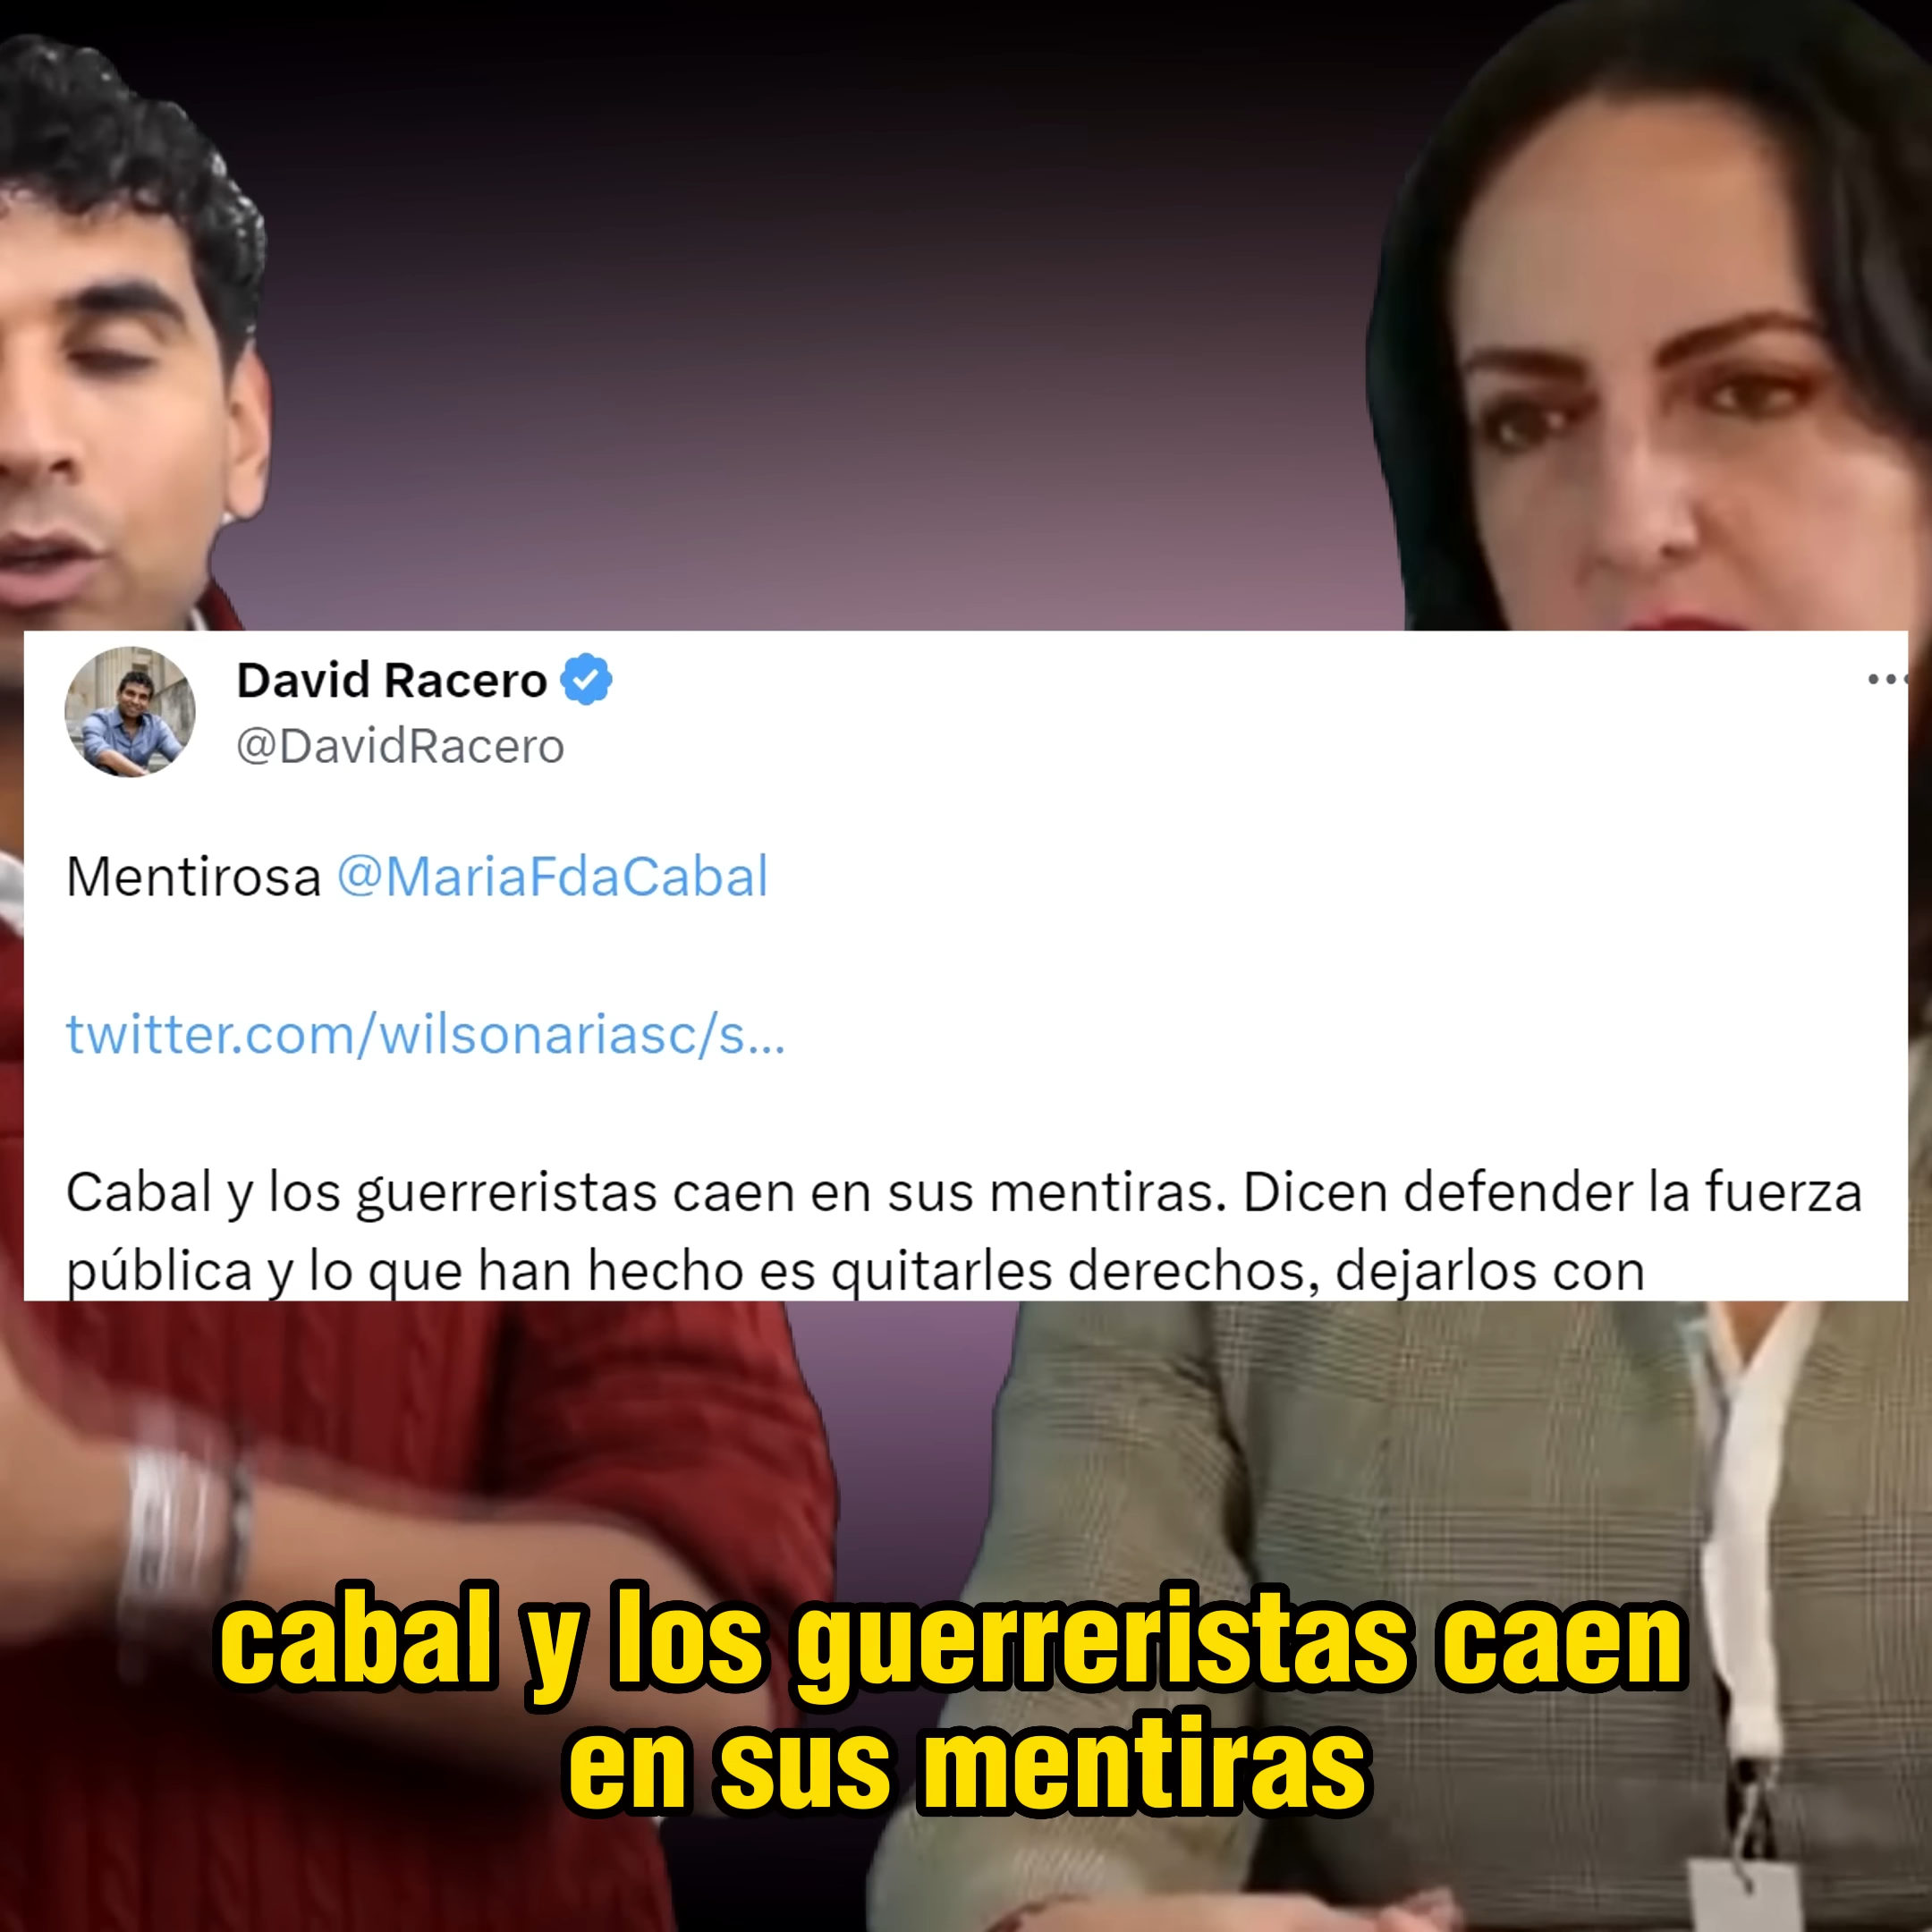 David Racero
@DavidRacero
Mentirosa @MariaFdaCabal
twitter.com/wilsonariasc/s...
Cabal y los guerreristas caen en sus mentiras. Dicen defender la fuerza
pública y lo que han hecho es quitarles derechos, dejarlos con
cabal y los guerreristas caen
en sus mentiras